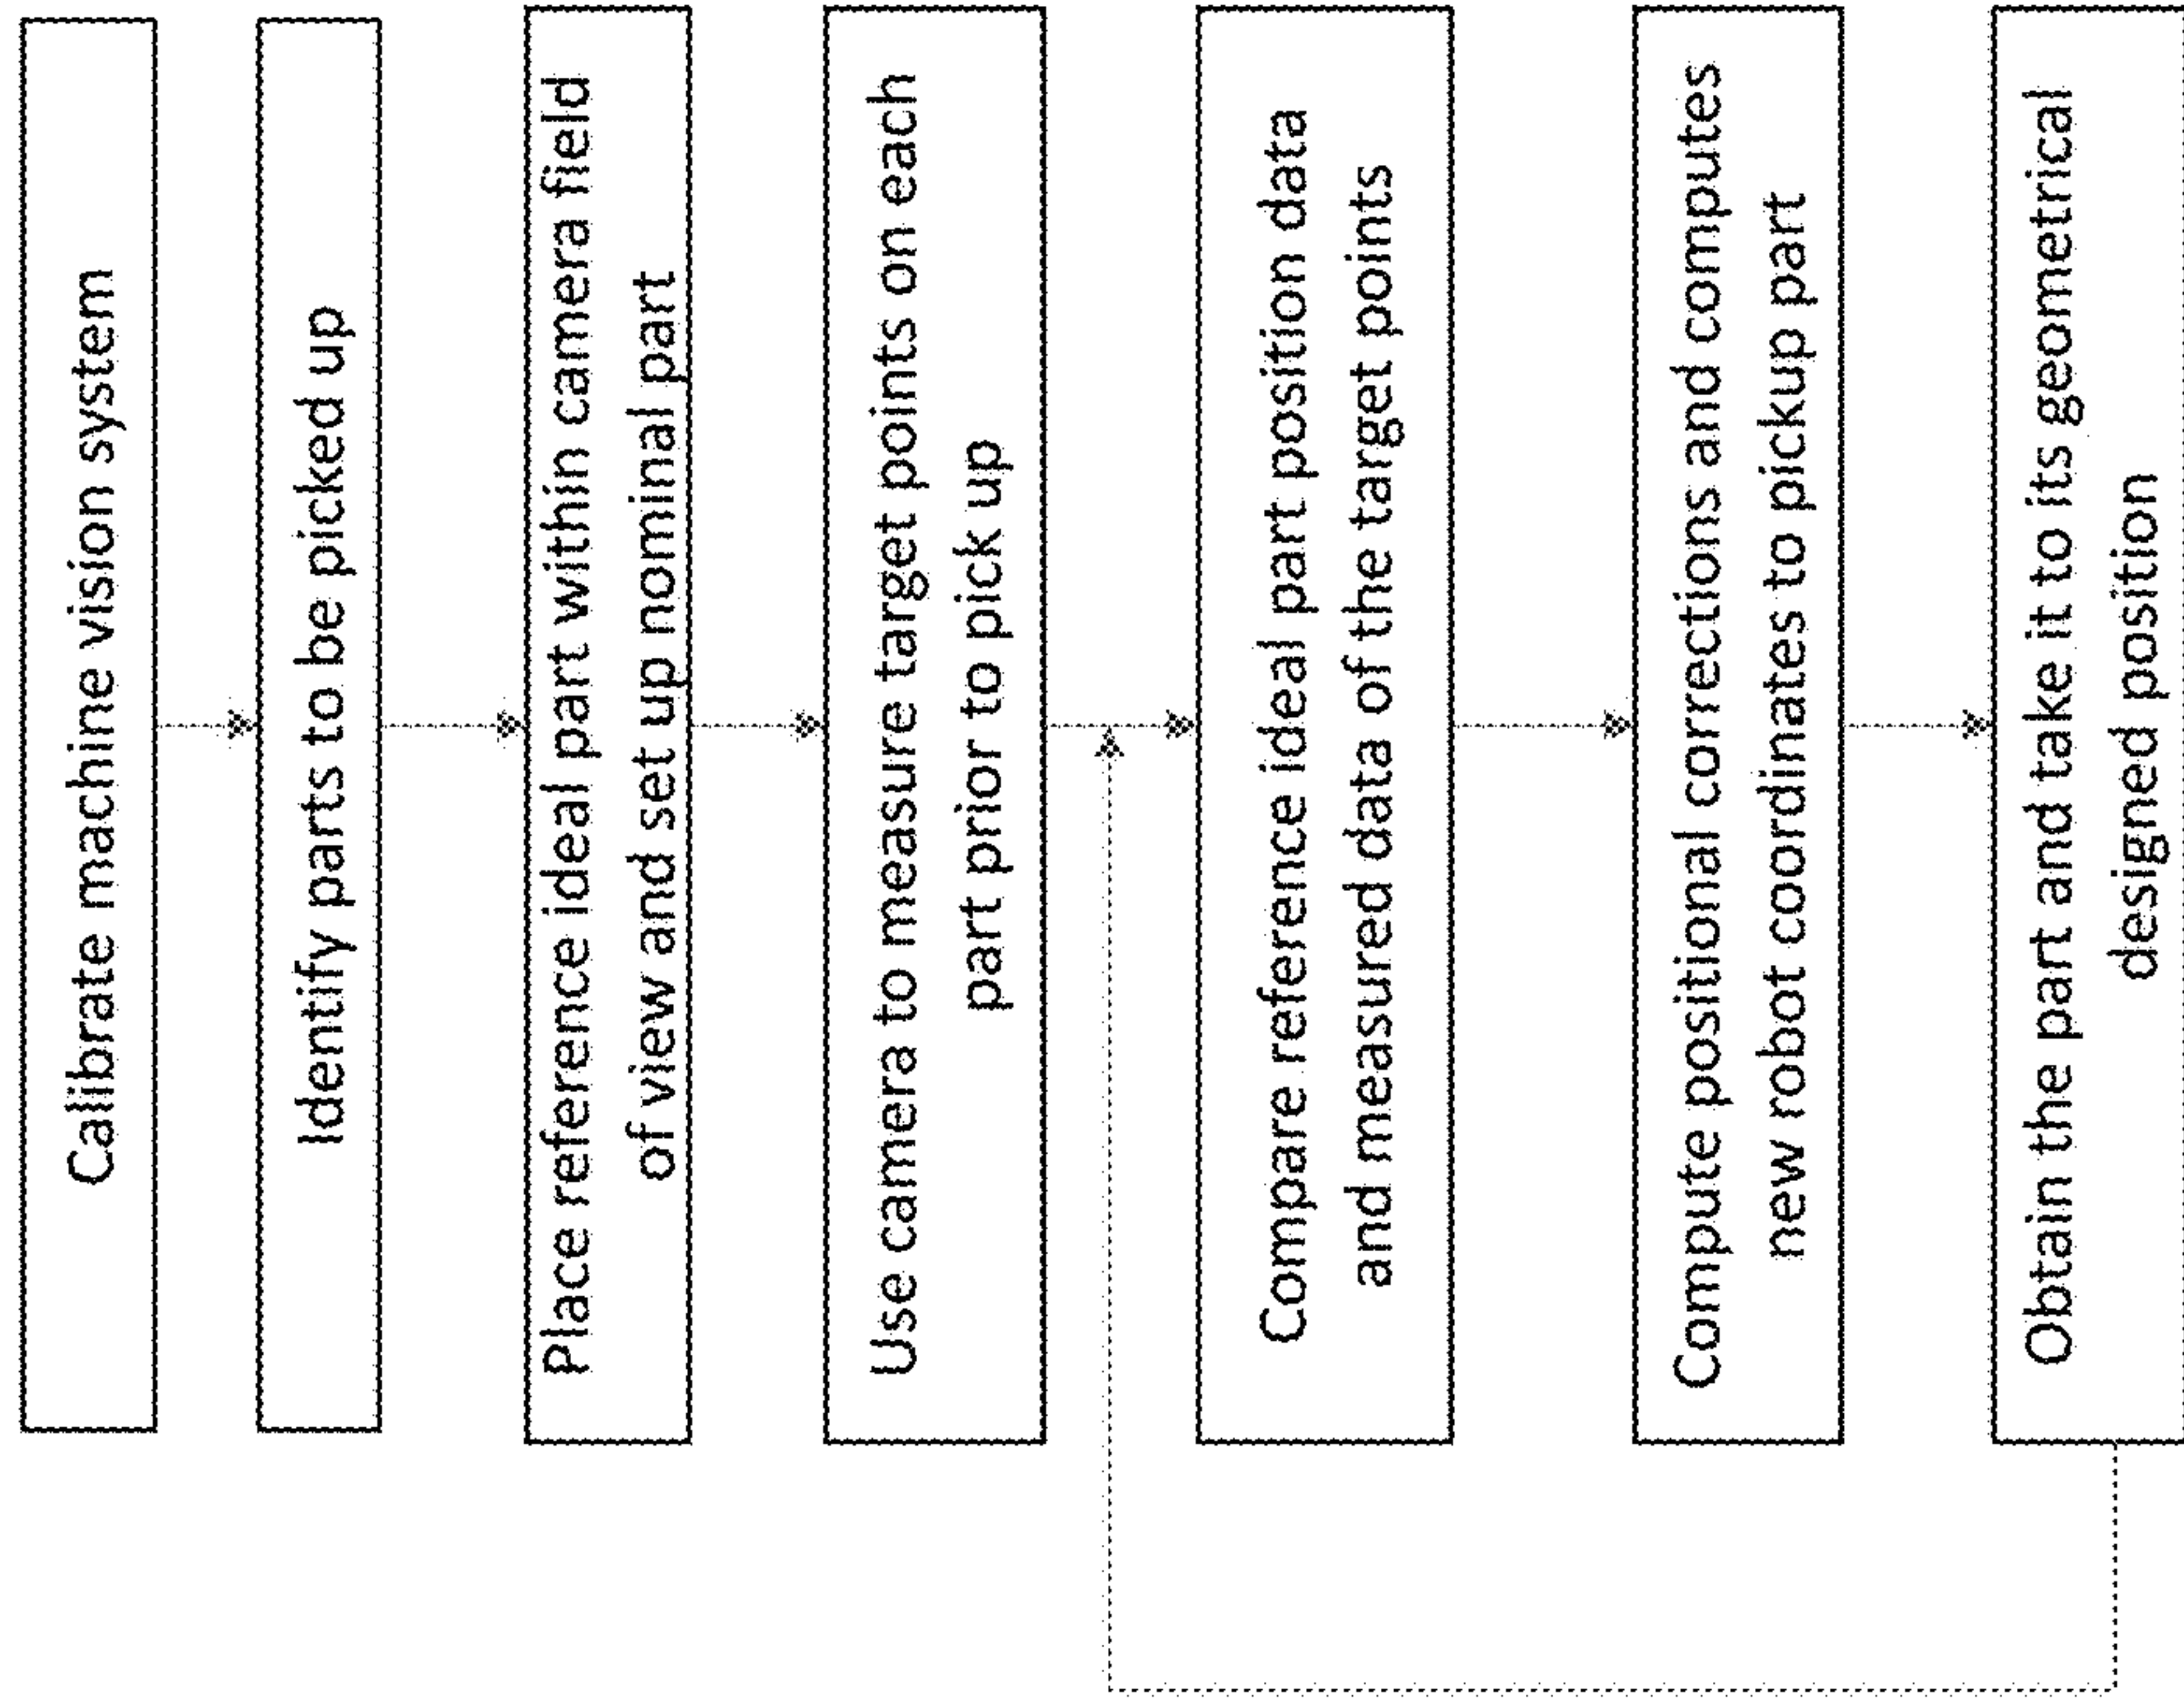 Calibrate machine vision system
Identify parts to be picked up
Place reference ideal part within camera field
of view and set up nominal part
Use camera to measure target points on each
part prior to pick up
Compare reference ideal part position data
and measured data of the target points
Compute positional corrections and computes
new robot coordinates to pickup part
Obtain the part and take it to its geometrical
designed position